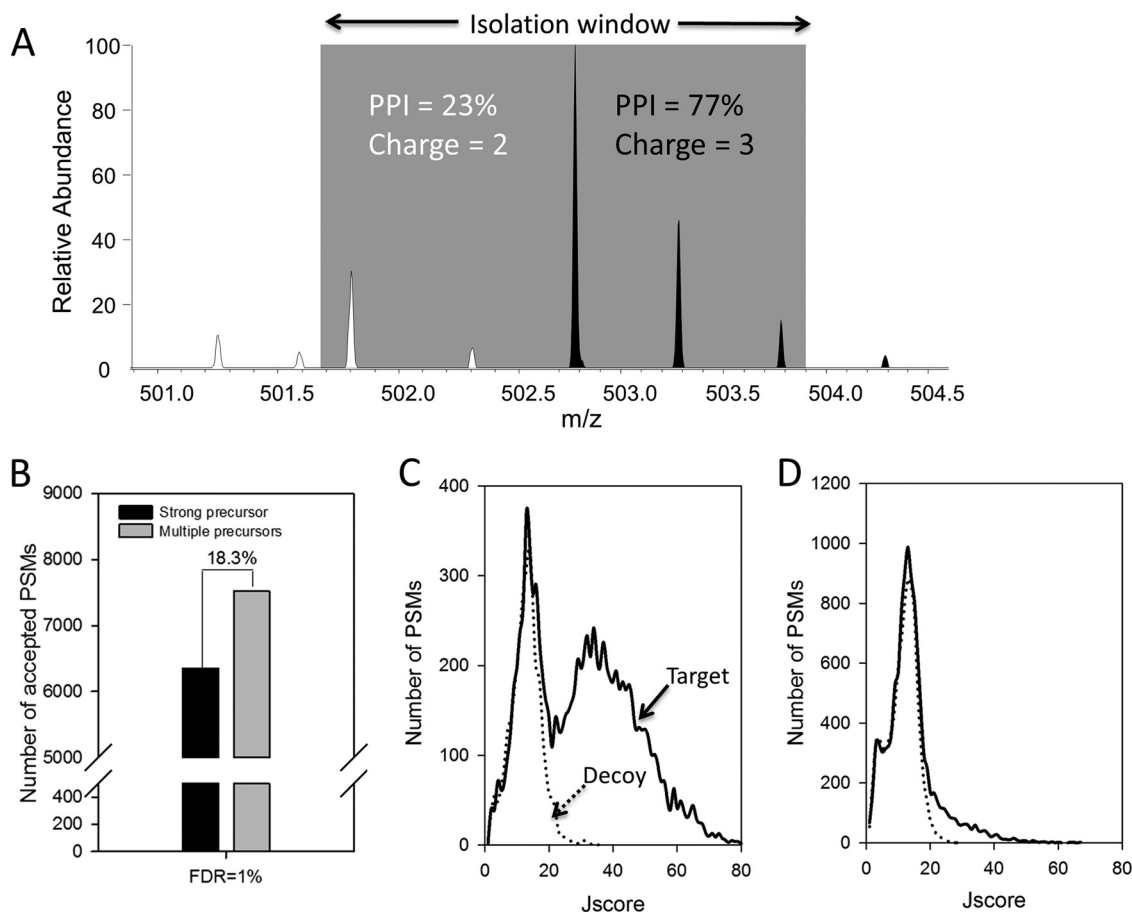 A
Isolation window
PPI = 23%
Charge = 2
PPI = 77%
Charge = 3
Relative Abundance
100
80
60
40
20
0
501.0
501.5
502.0
502.5
503.0
503.5
504.0
504.5
m/z
B
Number of accepted PSMs
9000
8000
7000
6000
5000
400
200
0
Strong precursor
Multiple precursors
18.3%
FDR=1%
C
Number of PSMs
400
300
200
100
0
Target
Decoy
0
20
40
60
80
Jscore
D
Number of PSMs
1200
1000
800
600
400
200
0
0
20
40
60
80
Jscore